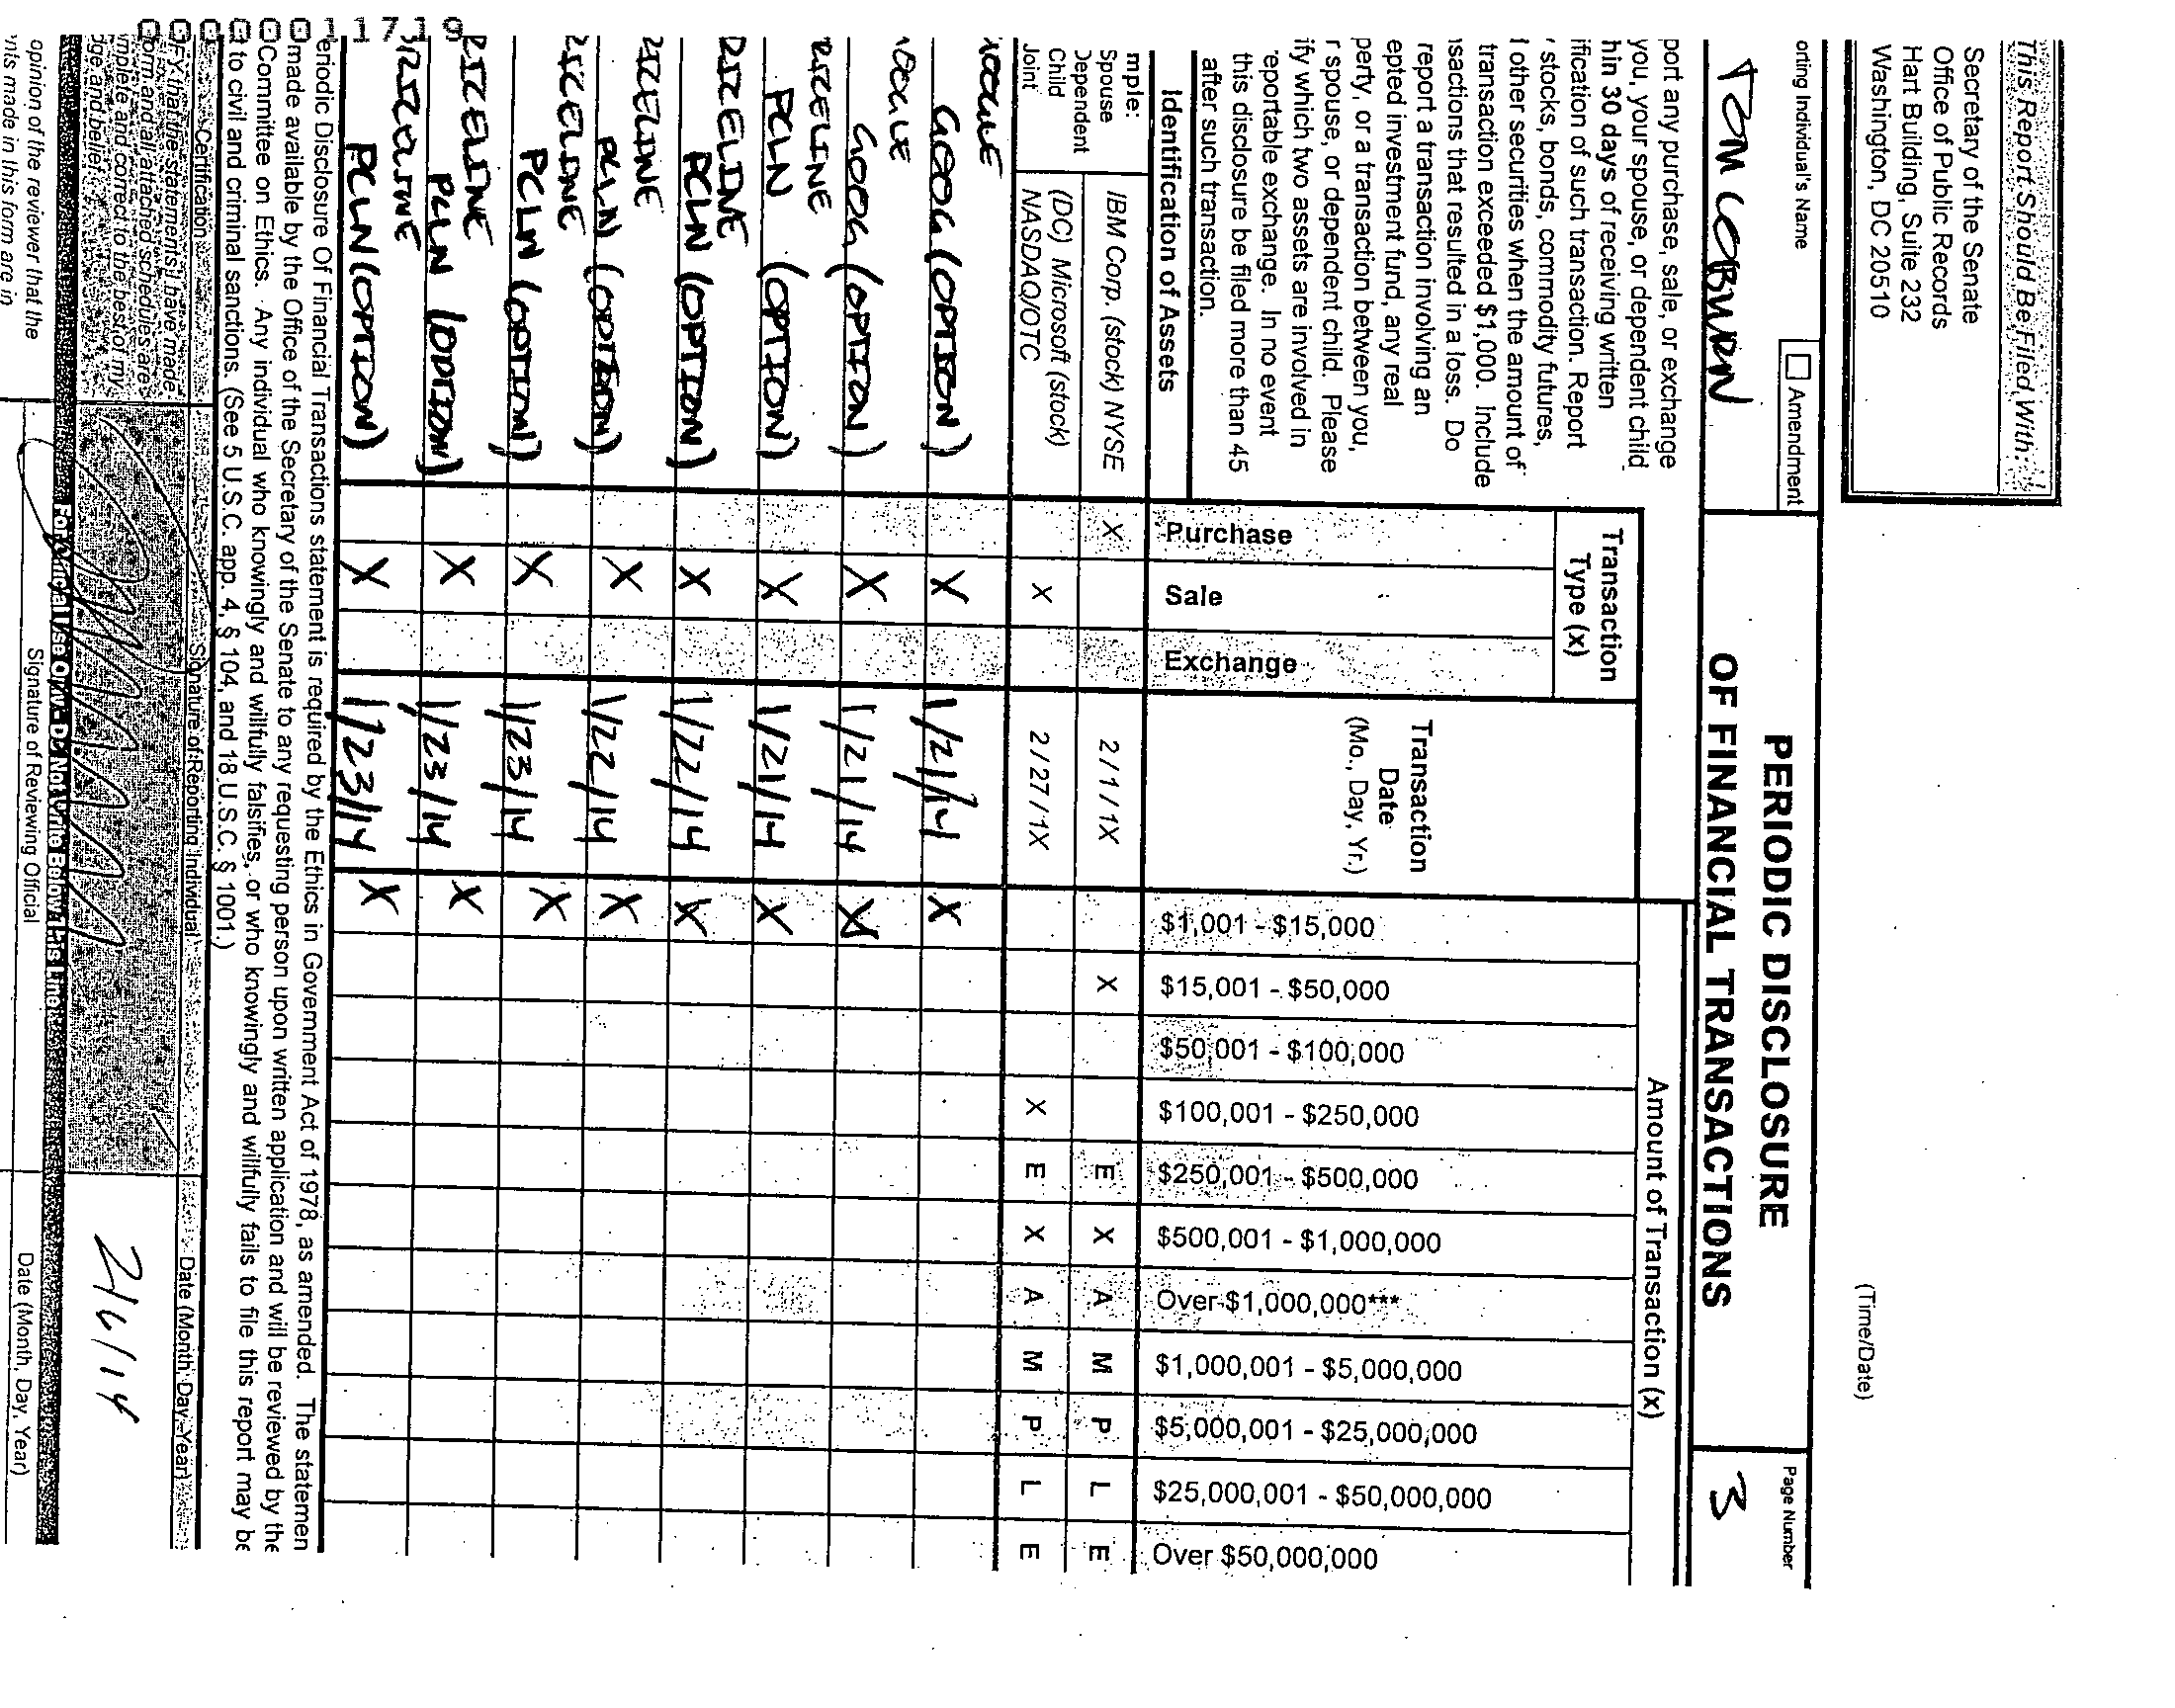 This Report Should Be Filed With:
Secretary of the Senate
Office of Public Records
Hart Building, Suite 232
Washington, DC 20510
(Time/Date)
orting Individual's Name
TOM COBURN
☐ Amendment
PERIODIC DISCLOSURE
OF FINANCIAL TRANSACTIONS
Page Number
3
port any purchase, sale, or exchange
you, your spouse, or dependent child
hin 30 days of receiving written
ification of such transaction. Report
stocks, bonds, commodity futures,
other securities when the amount of
transaction exceeded $1,000. Include
nsactions that resulted in a loss. Do
report a transaction involving an
epted investment fund, any real
perty, or a transaction between you,
r spouse, or dependent child. Please
ify which two assets are involved in
reportable exchange. In no event
this disclosure be filed more than 45
after such transaction.
Identification of Assets
Transaction
Type (x)
Purchase
Sale
Exchange
Transaction
Date
(Mo., Day, Yr.)
Amount of Transaction (x)
$1,001 - $15,000
$15,001 - $50,000
$50,001 - $100,000
$100,001 - $250,000
$250,001 - $500,000
$500,001 - $1,000,000
Over $1,000,000***
$1,000,001 - $5,000,000
$5,000,001 - $25,000,000
$25,000,001 - $50,000,000
Over $50,000,000
mple:
Spouse
Dependent
Child
Joint
IBM Corp. (stock) NYSE X 2/1/1X X E X A M P L E
(DC) Microsoft (stock)
NASDAQ/OTC X 2/27/1X X E X A M P L E
OOGLE
GOOG (OPTION) X 1/21/14 X
OOGLE
GOOG (OPTION) X 1/21/14 X
RICELINE
PCLN (OPTION) X 1/21/14 X
RICELINE
PCLN (OPTION) X 1/22/14 X
RICELINE
PCLN (OPTION) X 1/22/14 X
RICELINE
PCLN (OPTION) X 1/23/14 X
RICELINE
PCLN (OPTION) X 1/23/14 X
RICELINE
PCLN (OPTION) X 1/23/14 X
eriodic Disclosure Of Financial Transactions statement is required by the Ethics in Government Act of 1978, as amended. The statemen
made available by the Office of the Secretary of the Senate to any requesting person upon written application and will be reviewed by the
Committee on Ethics. Any individual who knowingly and willfully falsifies, or who knowingly and willfully fails to file this report may be
t to civil and criminal sanctions. (See 5 U.S.C. app. 4, § 104, and 18 U.S.C. § 1001.)
Certification
Signature of Reporting Individual
Date (Month, Day, Year)
FY that the statements I have made
orm and all attached schedules are
mplete and correct to the best of my
dge and belief.
2/6/14
For Official Use Only - Do Not Write Below This Line
opinion of the reviewer that the
nts made in this form are in
Signature of Reviewing Official
Date (Month, Day, Year)
000000011719